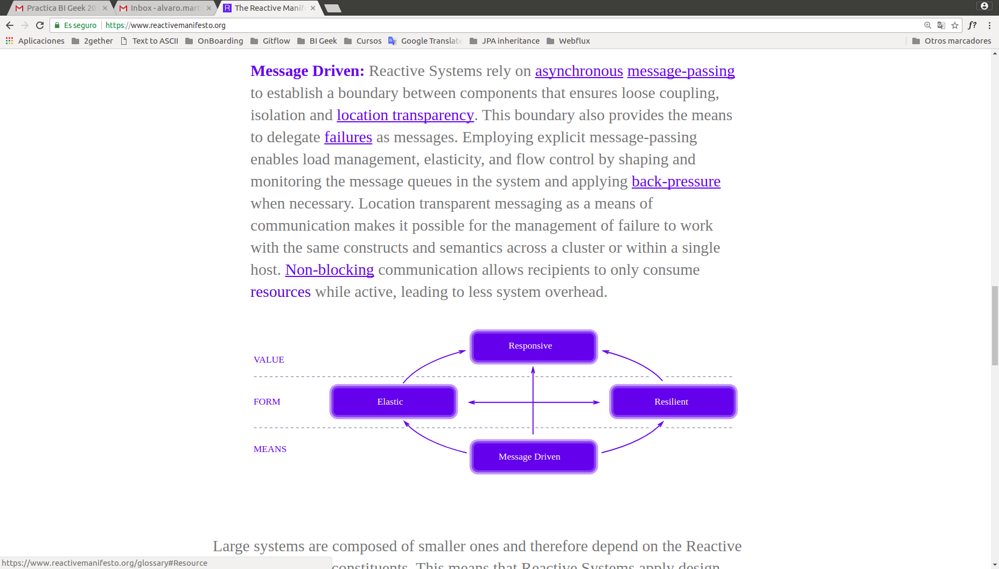 Practica BI Geek 20
Inbox - alvaro.mart
The Reactive Manif
Es seguro
https://www.reactivemanifesto.org
f?
Aplicaciones
2gether
Text to ASCII
OnBoarding
Gitflow
BI Geek
Cursos
Google Translate
JPA inheritance
Webflux
Otros marcadores
Message Driven: Reactive Systems rely on asynchronous message-passing
to establish a boundary between components that ensures loose coupling,
isolation and location transparency. This boundary also provides the means
to delegate failures as messages. Employing explicit message-passing
enables load management, elasticity, and flow control by shaping and
monitoring the message queues in the system and applying back-pressure
when necessary. Location transparent messaging as a means of
communication makes it possible for the management of failure to work
with the same constructs and semantics across a cluster or within a single
host. Non-blocking communication allows recipients to only consume
resources while active, leading to less system overhead.
Responsive
VALUE
FORM
Elastic
Resilient
MEANS
Message Driven
Large systems are composed of smaller ones and therefore depend on the Reactive
constituents. This means that Reactive Systems apply design
https://www.reactivemanifesto.org/glossary#Resource